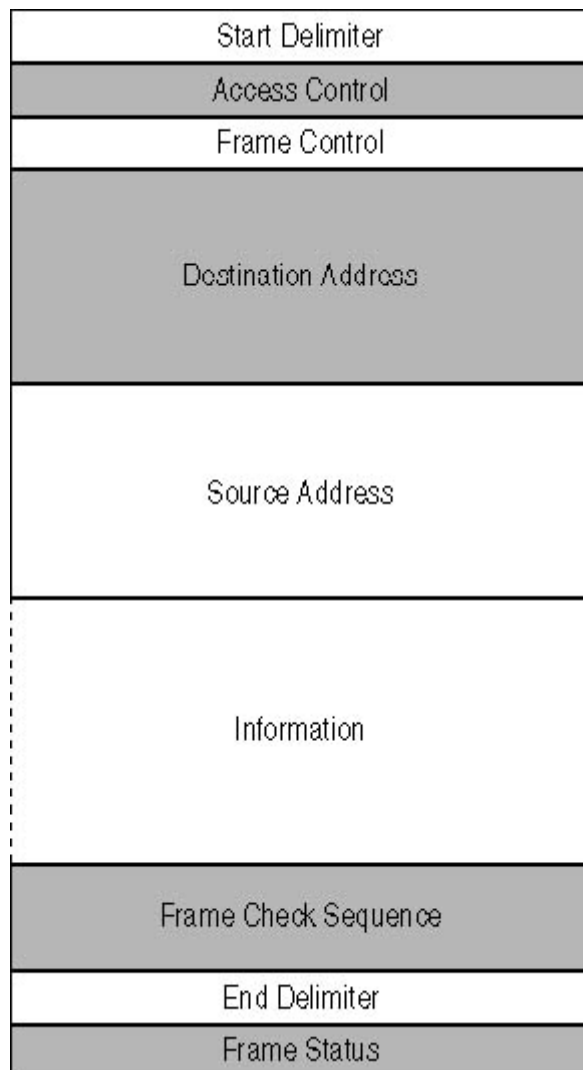 Start Delimiter
Access Control
Frame Control
Destination Address
Source Address
Information
Frame Check Sequence
End Delimiter
Frame Status